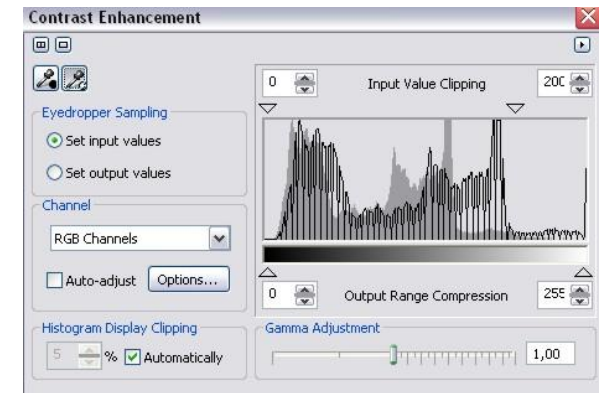 Contrast Enhancement
0
Input Value Clipping
200
Eyedropper Sampling
Set input values
Set output values
Channel
RGB Channels
Auto-adjust
Options...
0
Output Range Compression
255
Histogram Display Clipping
5
%
Automatically
Gamma Adjustment
1,00